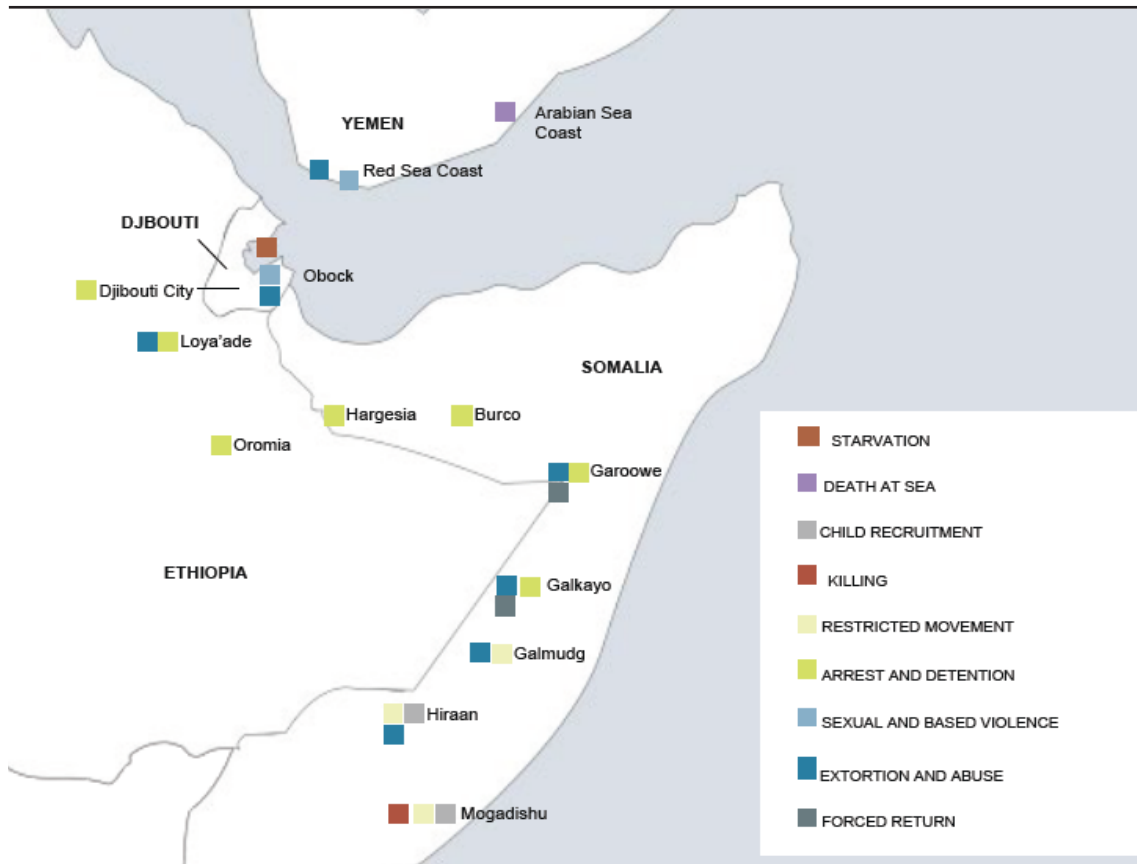 YEMEN
Arabian Sea
Coast
Red Sea Coast
DJBOUTI
Obock
Djibouti City
Loya'ade
SOMALIA
Hargesia
Burco
Oromia
Garoowe
ETHIOPIA
Galkayo
Galmudg
Hiraan
Mogadishu
STARVATION
DEATH AT SEA
CHILD RECRUITMENT
KILLING
RESTRICTED MOVEMENT
ARREST AND DETENTION
SEXUAL AND BASED VIOLENCE
EXTORTION AND ABUSE
FORCED RETURN